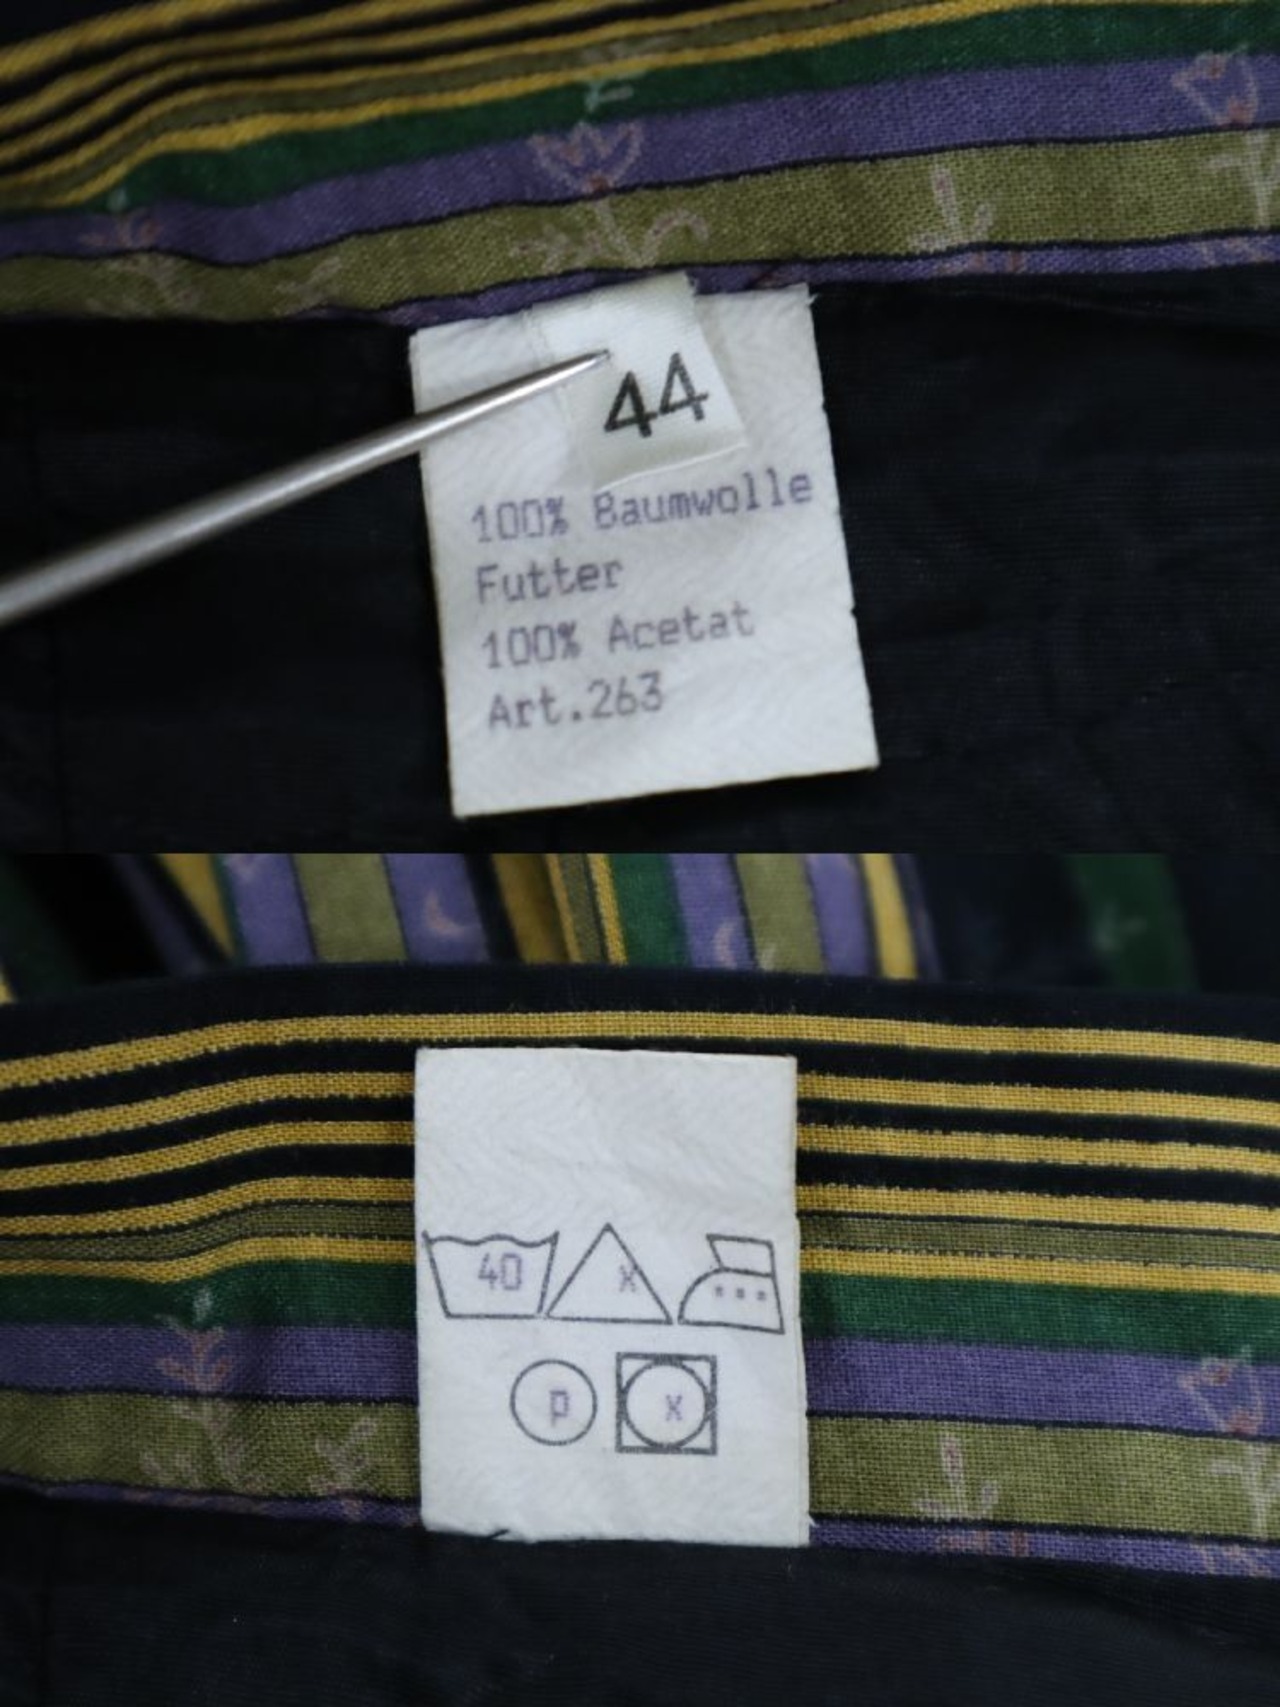 44
100% Baumwolle
Futter
100% Acetat
Art.263
40 x
p x